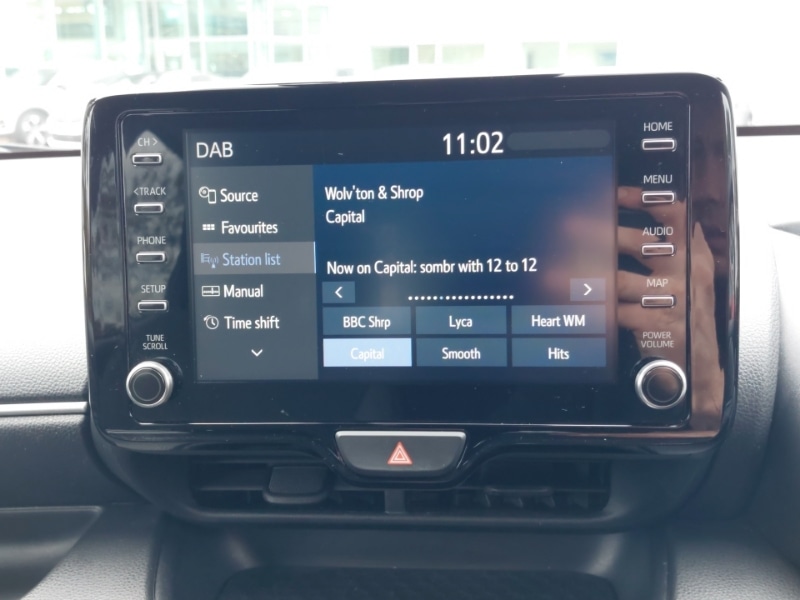 DAB
11:02
CH >
< TRACK
PHONE
SETUP
TUNE
SCROLL
Source
Favourites
Station list
Manual
Time shift
Wolv'ton & Shrop
Capital
Now on Capital: sombr with 12 to 12
BBC Shrp
Lyca
Heart WM
Capital
Smooth
Hits
HOME
MENU
AUDIO
MAP
POWER
VOLUME